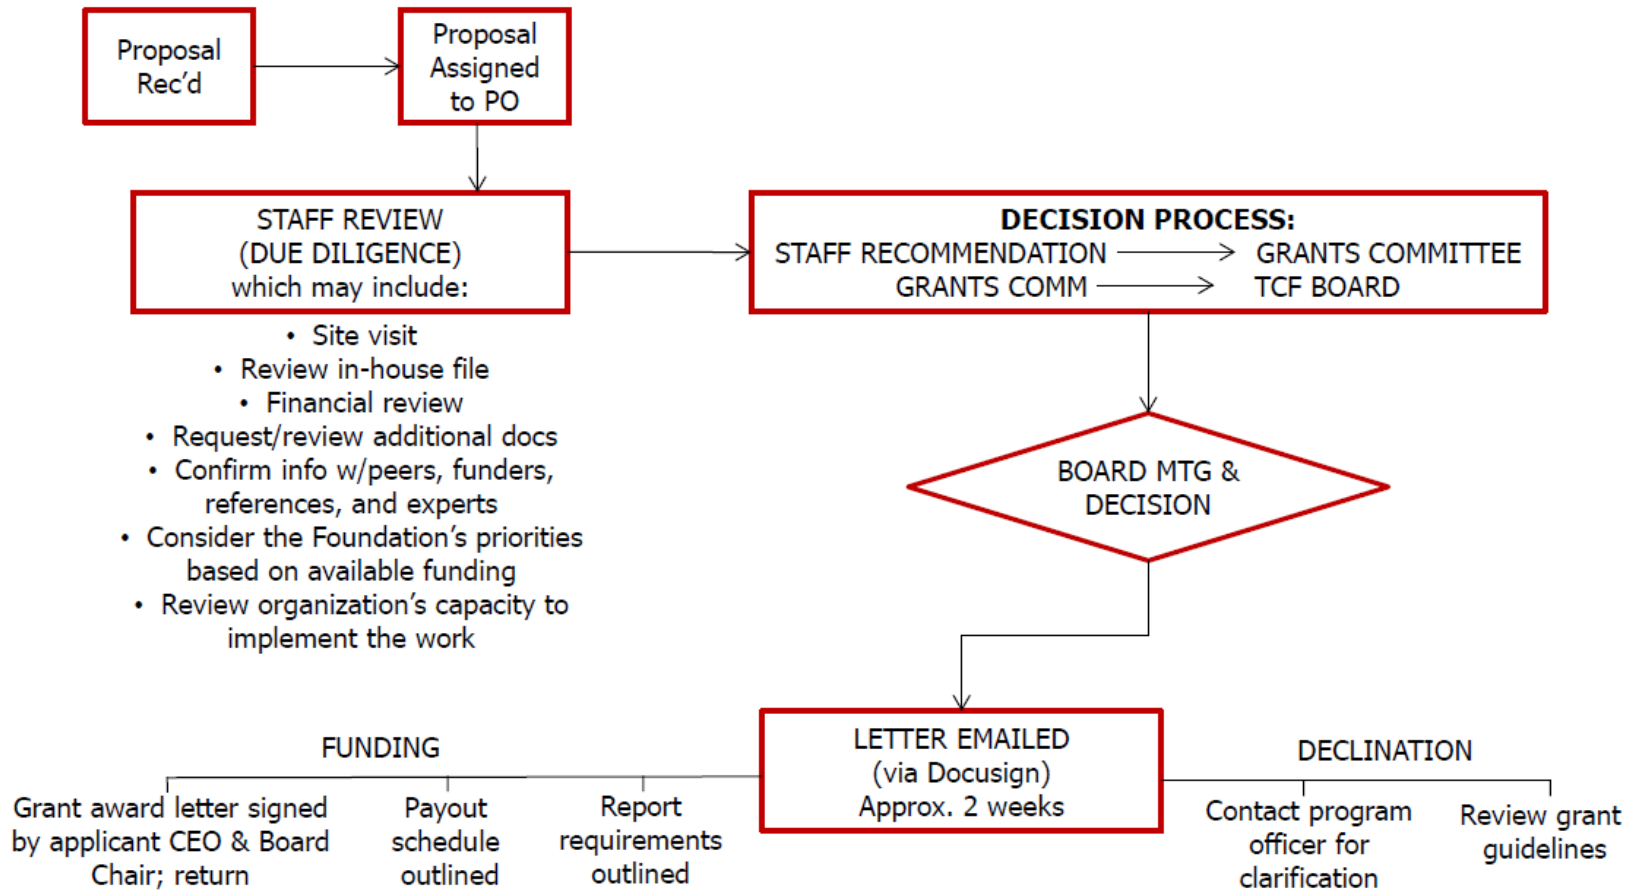 Proposal
Rec’d
Proposal
Assigned
to PO
STAFF REVIEW
(DUE DILIGENCE)
which may include:
• Site visit
• Review in-house file
• Financial review
• Request/review additional docs
• Confirm info w/peers, funders,
references, and experts
• Consider the Foundation’s priorities
based on available funding
• Review organization’s capacity to
implement the work
DECISION PROCESS:
STAFF RECOMMENDATION GRANTS COMMITTEE
GRANTS COMM TCF BOARD
BOARD MTG &
DECISION
LETTER EMAILED
(via Docusign)
Approx. 2 weeks
FUNDING
Grant award letter signed
by applicant CEO & Board
Chair; return
Payout
schedule
outlined
Report
requirements
outlined
DECLINATION
Contact program
officer for
clarification
Review grant
guidelines